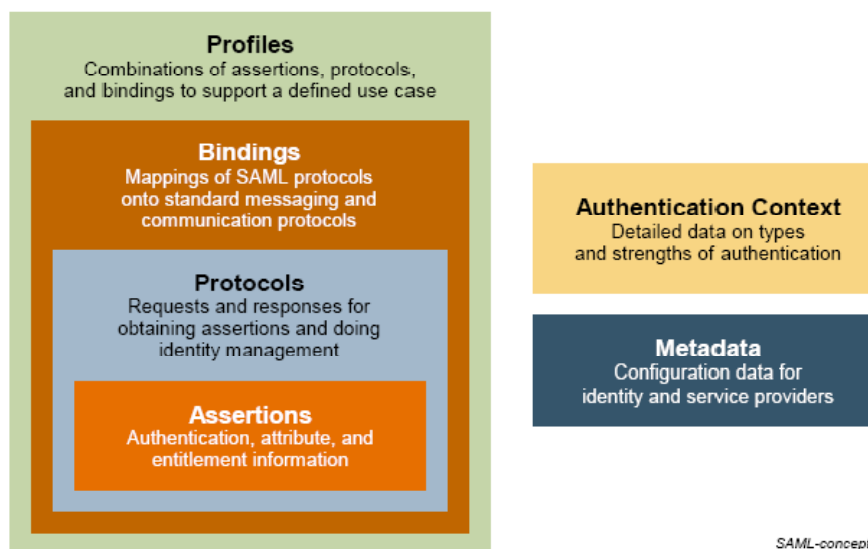 Profiles
Combinations of assertions, protocols,
and bindings to support a defined use case
Bindings
Mappings of SAML protocols
onto standard messaging and
communication protocols
Protocols
Requests and responses for
obtaining assertions and doing
identity management
Assertions
Authentication, attribute, and
entitlement information
Authentication Context
Detailed data on types
and strengths of authentication
Metadata
Configuration data for
identity and service providers
SAML-concept